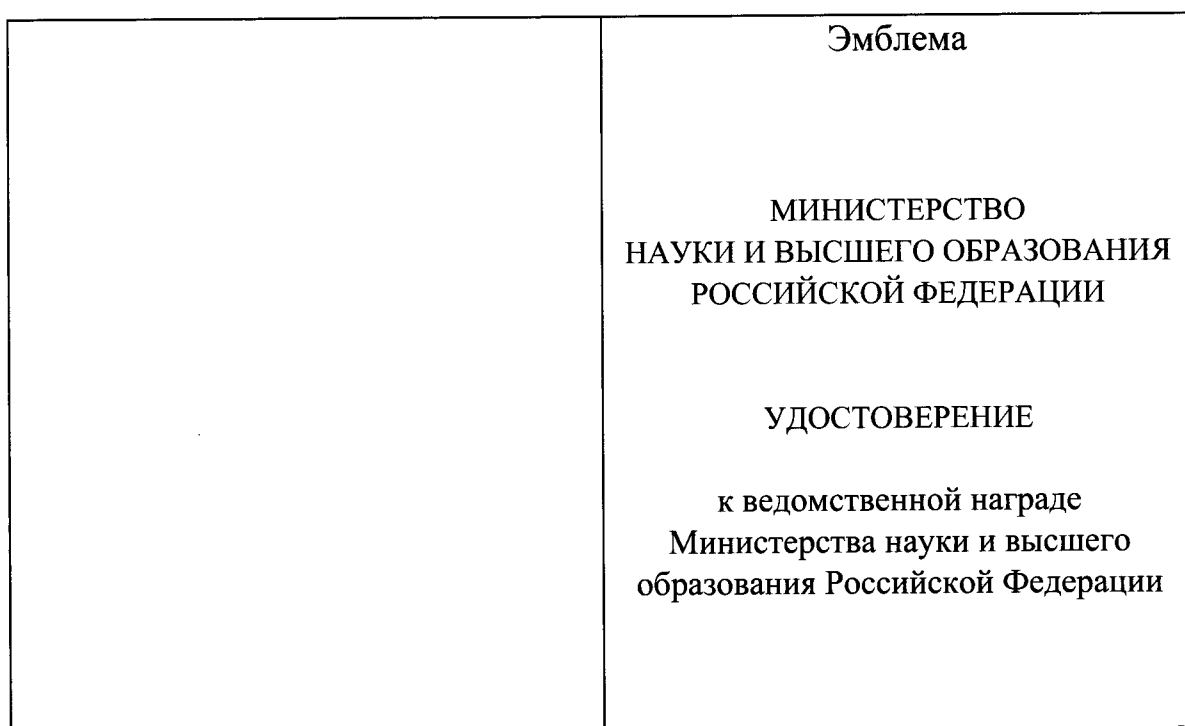 Эмблема
МИНИСТЕРСТВО
НАУКИ И ВЫСШЕГО ОБРАЗОВАНИЯ
РОССИЙСКОЙ ФЕДЕРАЦИИ
УДОСТОВЕРЕНИЕ
к ведомственной награде
Министерства науки и высшего
образования Российской Федерации